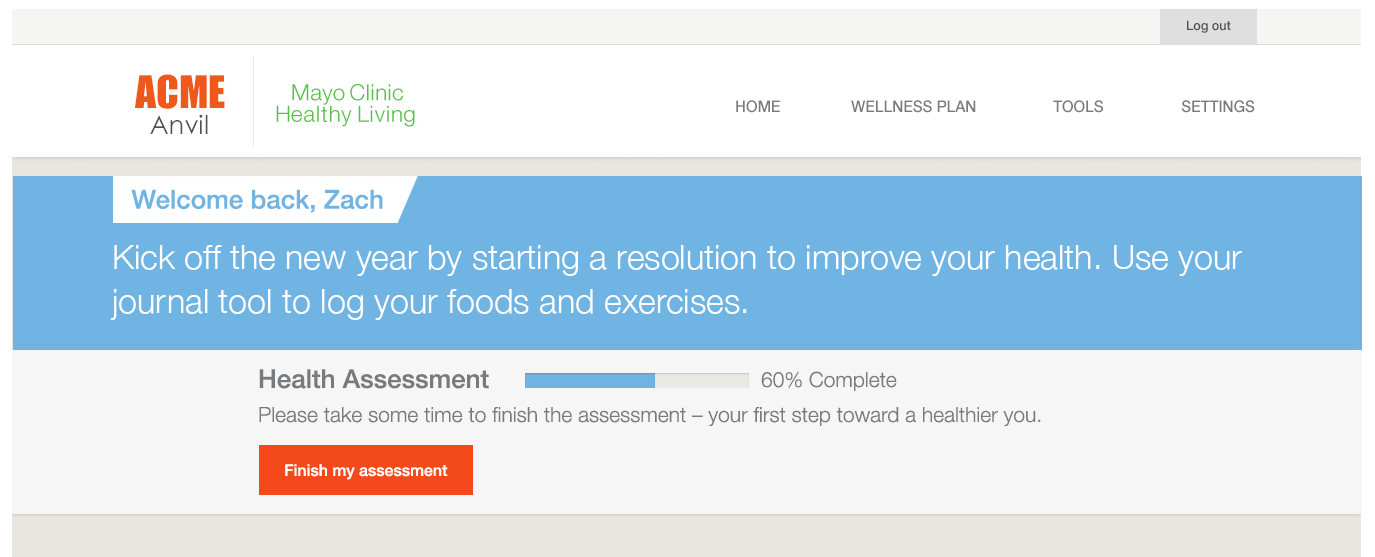 Log out
ACME
Anvil
Mayo Clinic
Healthy Living
HOME
WELLNESS PLAN
TOOLS
SETTINGS
Welcome back, Zach
Kick off the new year by starting a resolution to improve your health. Use your
journal tool to log your foods and exercises.
Health Assessment
60% Complete
Please take some time to finish the assessment – your first step toward a healthier you.
Finish my assessment